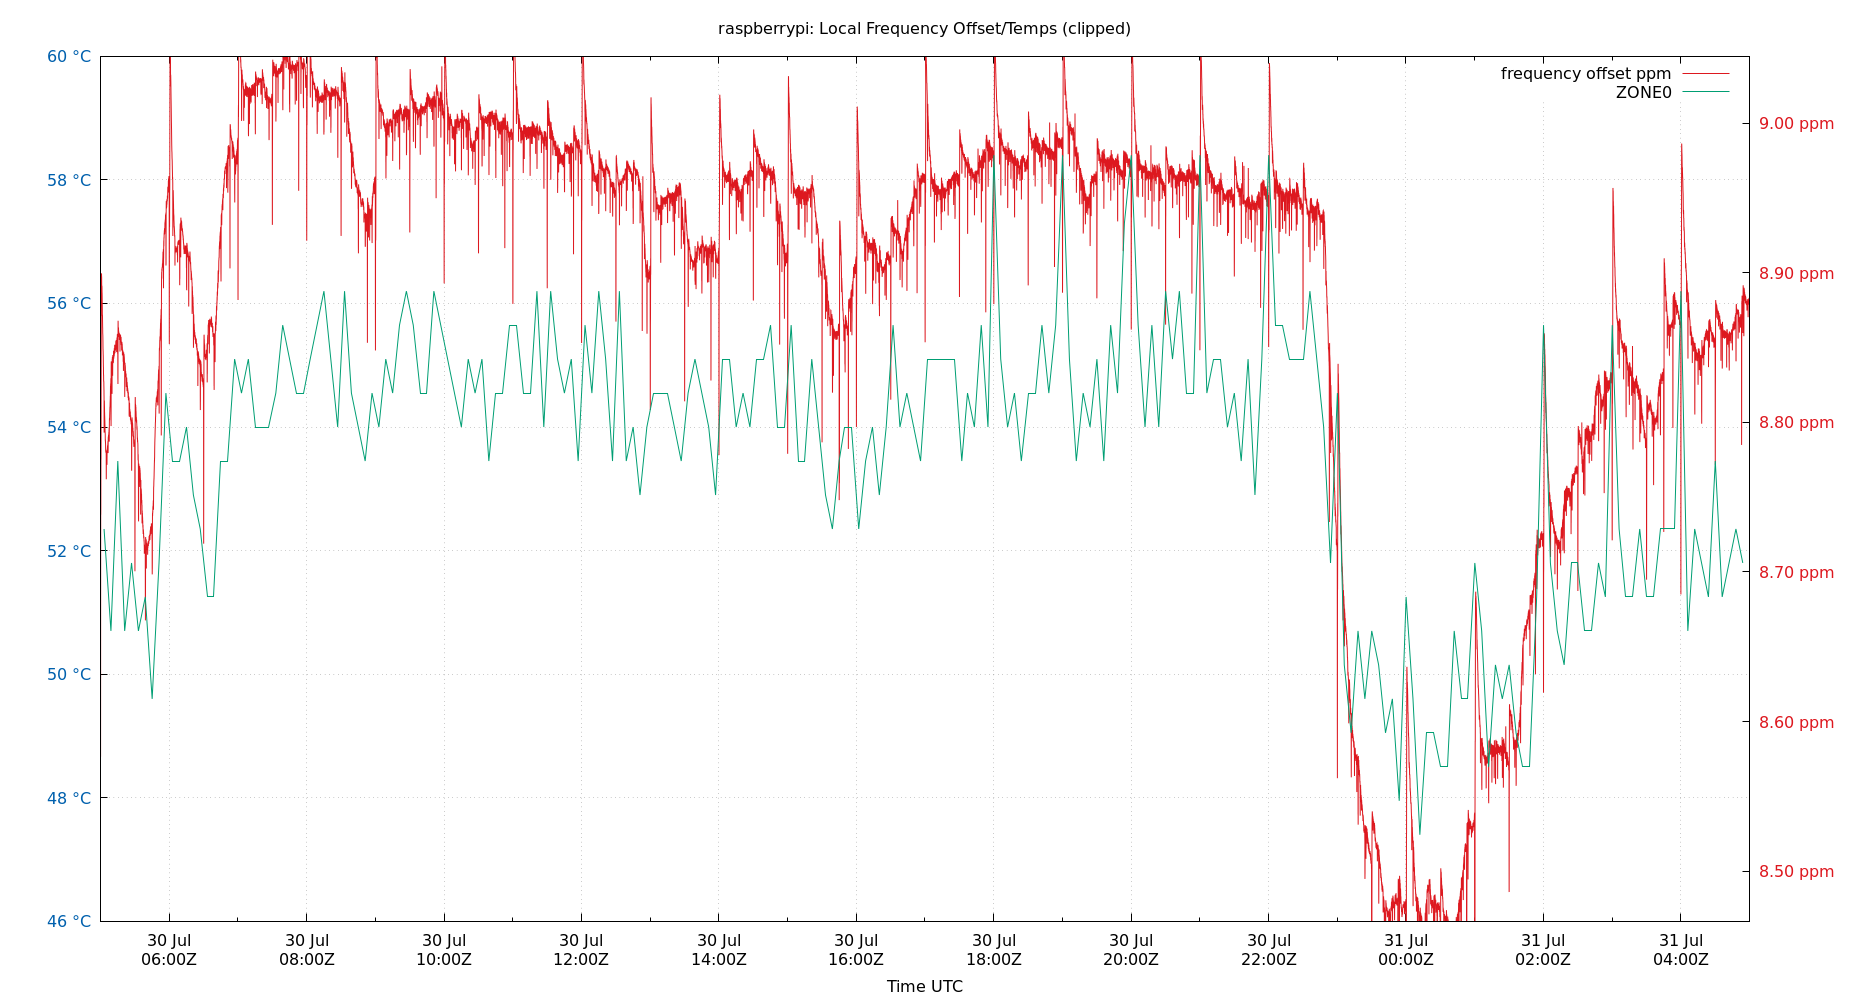 raspberrypi: Local Frequency Offset/Temps (clipped)
60 °C
58 °C
56 °C
54 °C
52 °C
50 °C
48 °C
46 °C
frequency offset ppm
ZONE0
9.00 ppm
8.90 ppm
8.80 ppm
8.70 ppm
8.60 ppm
8.50 ppm
30 Jul
06:00Z
30 Jul
08:00Z
30 Jul
10:00Z
30 Jul
12:00Z
30 Jul
14:00Z
30 Jul
16:00Z
30 Jul
18:00Z
30 Jul
20:00Z
30 Jul
22:00Z
31 Jul
00:00Z
31 Jul
02:00Z
31 Jul
04:00Z
Time UTC